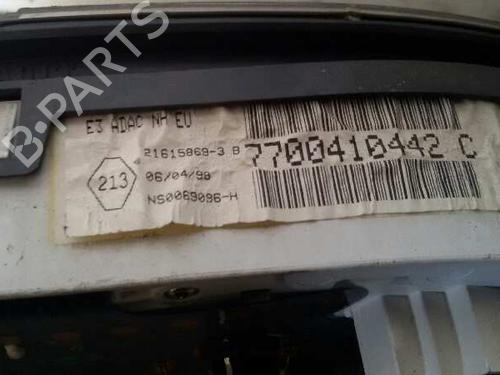 B-PARTS
E3 ADAC NH EU
213
21615869-3 B
7700410442 C
06/04/98
NS0069096-H